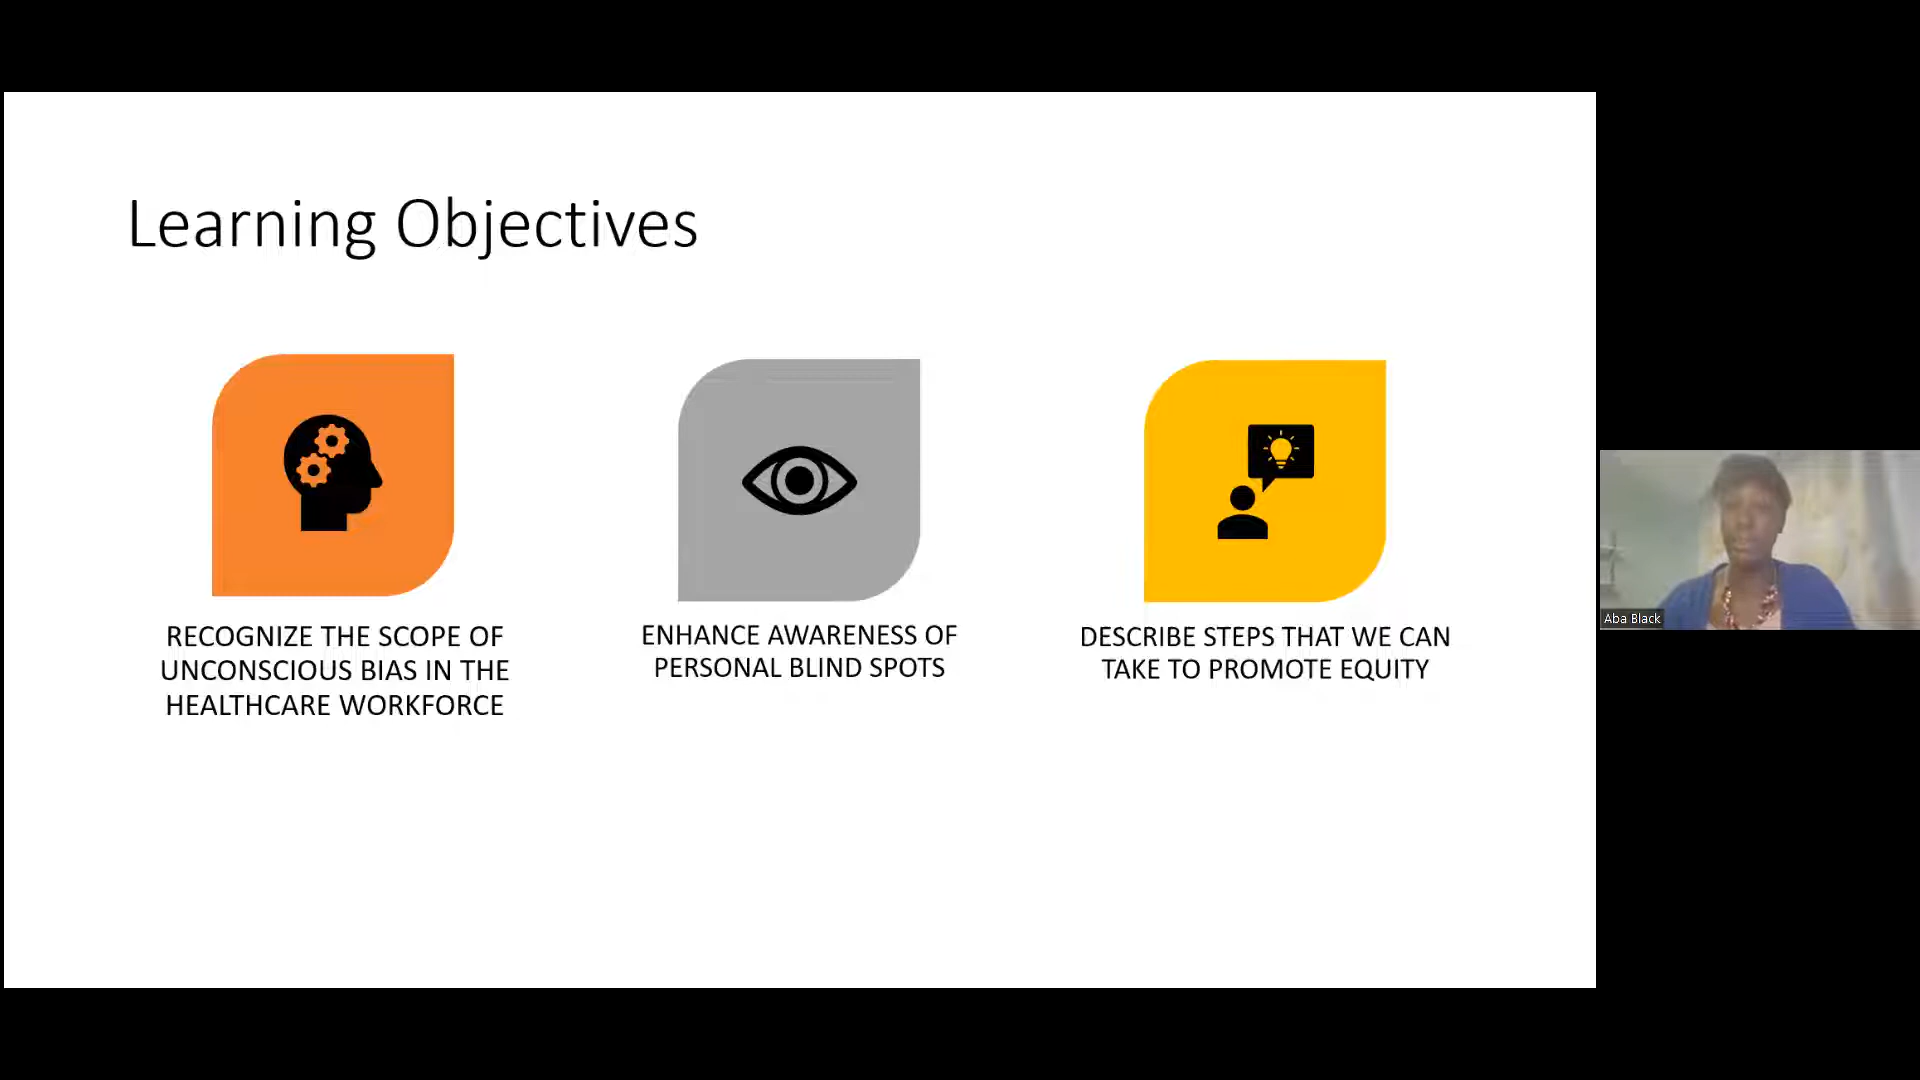 Learning Objectives
RECOGNIZE THE SCOPE OF
UNCONSCIOUS BIAS IN THE
HEALTHCARE WORKFORCE
ENHANCE AWARENESS OF
PERSONAL BLIND SPOTS
DESCRIBE STEPS THAT WE CAN
TAKE TO PROMOTE EQUITY
Aba Black